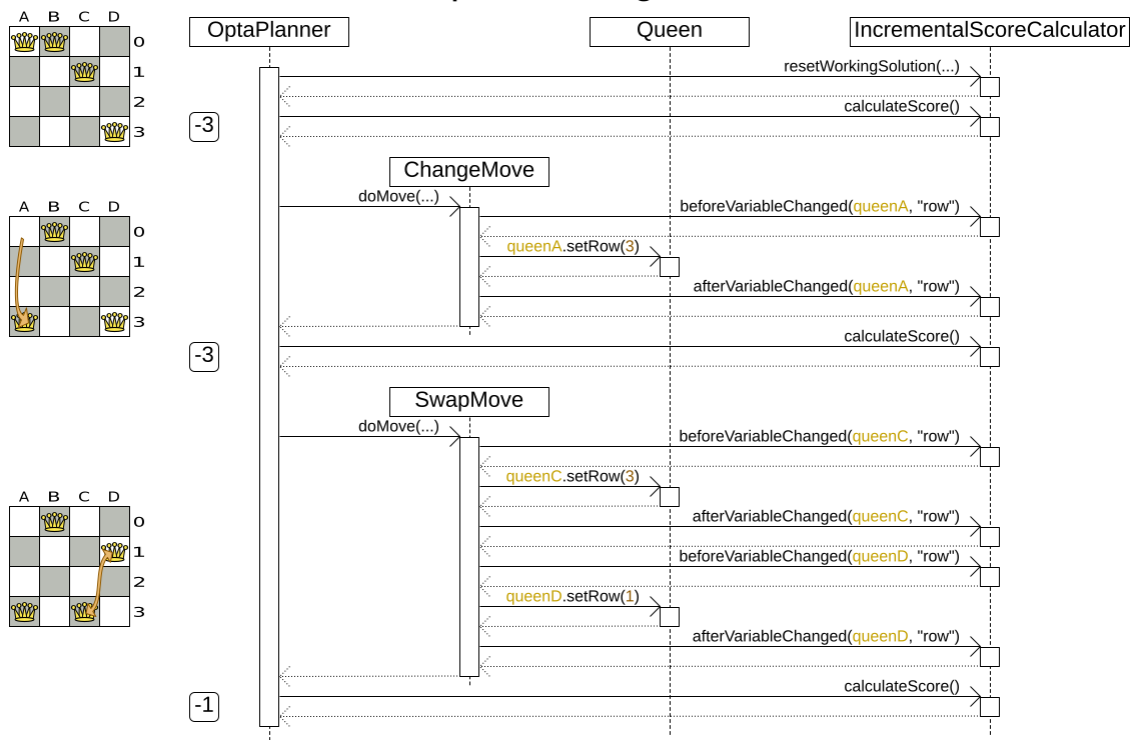 A B C D
OptaPlanner
Queen
IncrementalScoreCalculator
0
resetWorkingSolution(...)
1
2
calculateScore()
3
-3
ChangeMove
doMove(...)
A B C D
beforeVariableChanged(queenA, "row")
0
queenA.setRow(3)
1
afterVariableChanged(queenA, "row")
2
3
calculateScore()
-3
SwapMove
doMove(...)
beforeVariableChanged(queenC, "row")
queenC.setRow(3)
A B C D
afterVariableChanged(queenC, "row")
0
beforeVariableChanged(queenD, "row")
1
2
queenD.setRow(1)
3
afterVariableChanged(queenD, "row")
calculateScore()
-1